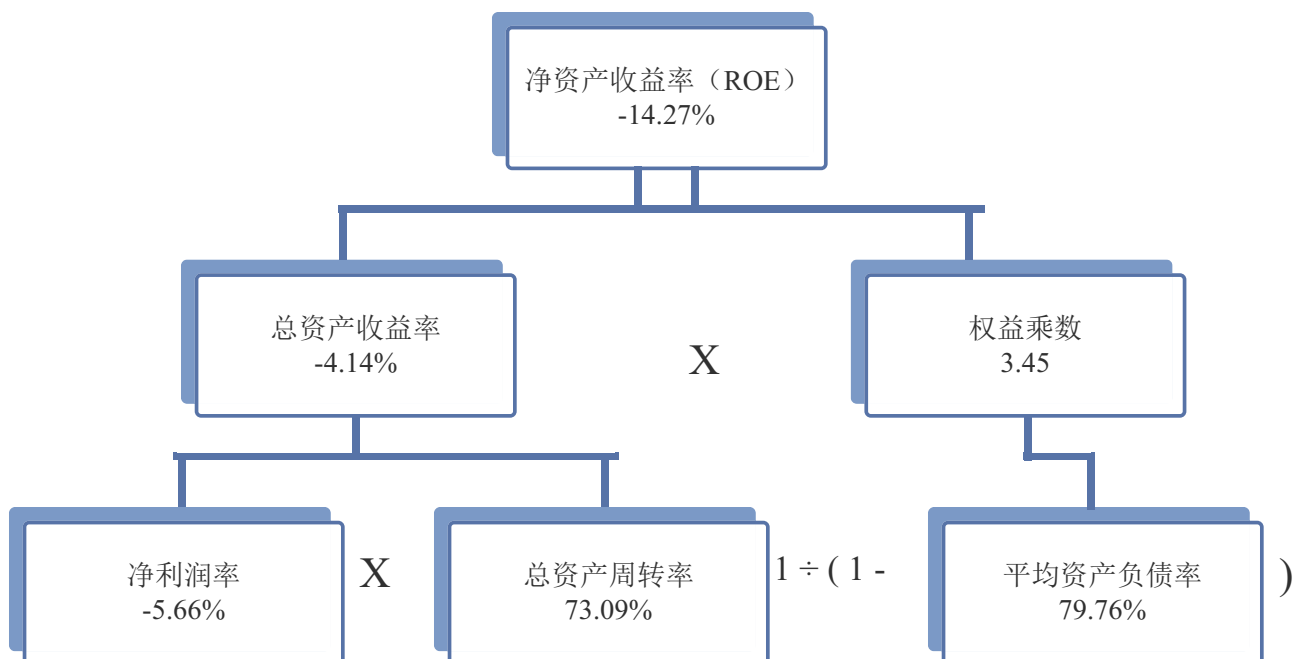 净资产收益率（ROE）
-14.27%
总资产收益率
-4.14%
X
权益乘数
3.45
净利润率
-5.66%
X
总资产周转率
73.09%
1 ÷ ( 1 -
平均资产负债率
79.76%
)